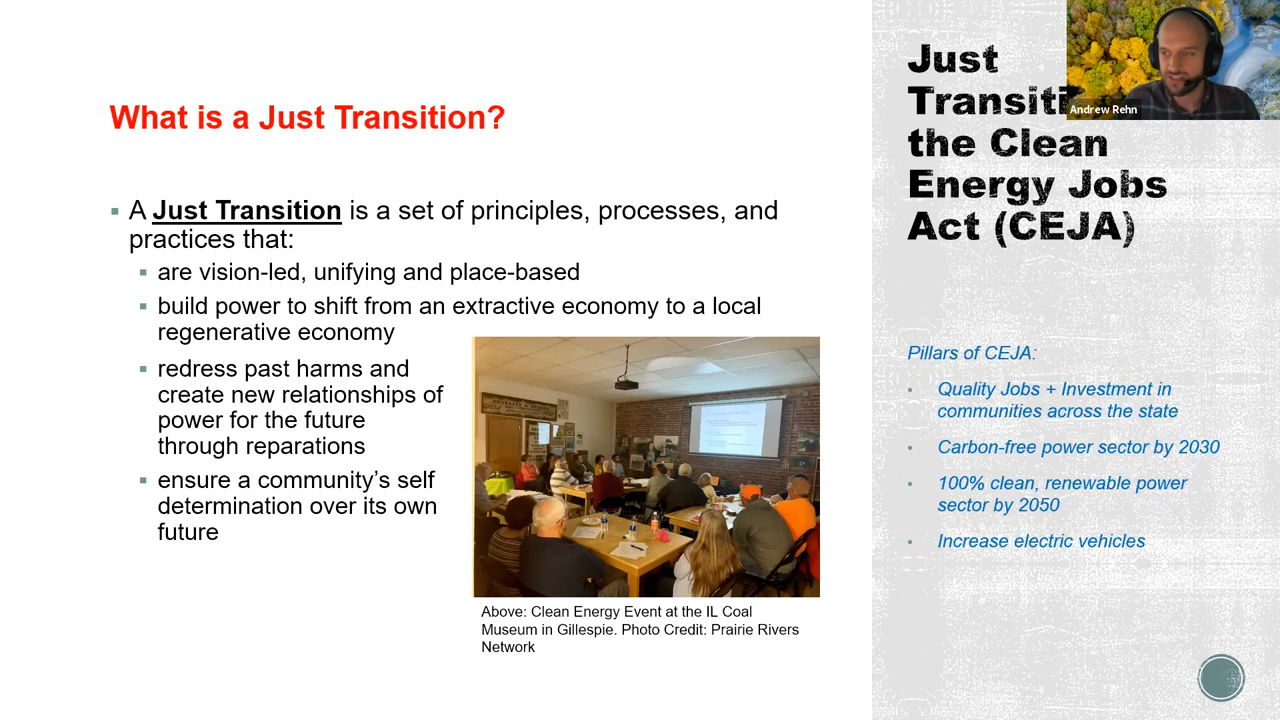 What is a Just Transition?
A Just Transition is a set of principles, processes, and
practices that:
are vision-led, unifying and place-based
build power to shift from an extractive economy to a local
regenerative economy
redress past harms and
create new relationships of
power for the future
through reparations
ensure a community’s self
determination over its own
future
Above: Clean Energy Event at the IL Coal
Museum in Gillespie. Photo Credit: Prairie Rivers
Network
Just
Transiti
the Clean
Energy Jobs
Act (CEJA)
Andrew Rehn
Pillars of CEJA:
Quality Jobs + Investment in
communities across the state
Carbon-free power sector by 2030
100% clean, renewable power
sector by 2050
Increase electric vehicles